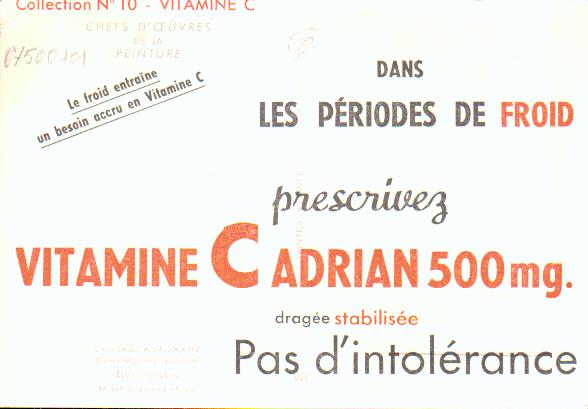 Collection N° 10 - VITAMINE C
CHEFS D'ŒUVRES
DE LA
PEINTURE
07500101
Le froid entraîne
un besoin accru en Vitamine C
DANS
LES PÉRIODES DE FROID
prescrivez
VITAMINE C ADRIAN 500 mg.
dragée stabilisée
Pas d'intolérance